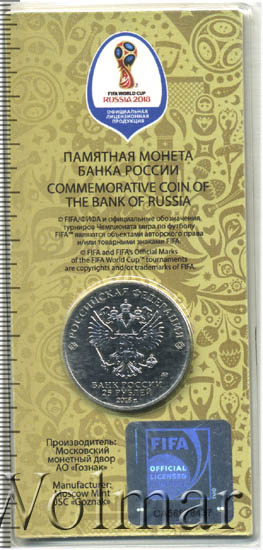 FIFA WORLD CUP
RUSSIA 2018
ОФИЦИАЛЬНАЯ
ЛИЦЕНЗИОННАЯ
ПРОДУКЦИЯ
ПАМЯТНАЯ МОНЕТА
БАНКА РОССИИ
COMMEMORATIVE COIN OF
THE BANK OF RUSSIA
© FIFA/ФИФА и официальные обозначения
турниров Чемпионата мира по футболу
FIFA™ являются объектами авторского права
и/или товарными знаками FIFA.
© FIFA and FIFA's Official Marks
of the FIFA World Cup™ tournaments
are copyrights and/or trademarks of FIFA.
РОССИЙСКАЯ ФЕДЕРАЦИЯ
БАНК РОССИИ
25 РУБЛЕЙ
Производитель:
Московский
монетный двор
АО «Гознак»
Manufacturer:
Moscow Mint
JSC "Goznak"
FIFA
OFFICIAL
LICENSED
Wolmar